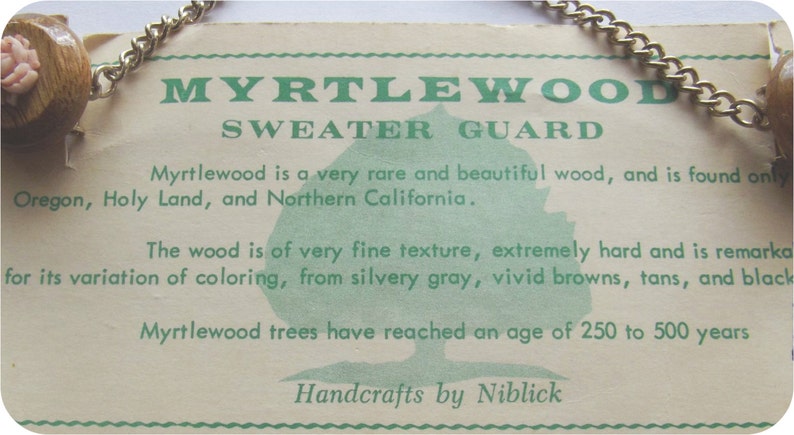 MYRTLEWOOD
SWEATER GUARD
Myrtlewood is a very rare and beautiful wood, and is found only
Oregon, Holy Land, and Northern California.
The wood is of very fine texture, extremely hard and is remarka
for its variation of coloring, from silvery gray, vivid browns, tans, and black
Myrtlewood trees have reached an age of 250 to 500 years
Handcrafts by Niblick